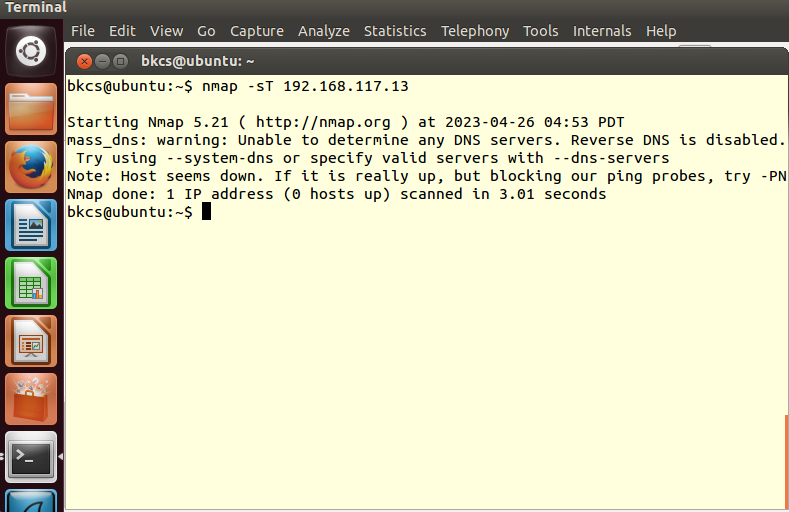 Terminal
File Edit View Go Capture Analyze Statistics Telephony Tools Internals Help
bkcs@ubuntu: ~
bkcs@ubuntu:~$ nmap -sT 192.168.117.13
Starting Nmap 5.21 ( http://nmap.org ) at 2023-04-26 04:53 PDT
mass_dns: warning: Unable to determine any DNS servers. Reverse DNS is disabled.
Try using --system-dns or specify valid servers with --dns-servers
Note: Host seems down. If it is really up, but blocking our ping probes, try -PN
Nmap done: 1 IP address (0 hosts up) scanned in 3.01 seconds
bkcs@ubuntu:~$
>_